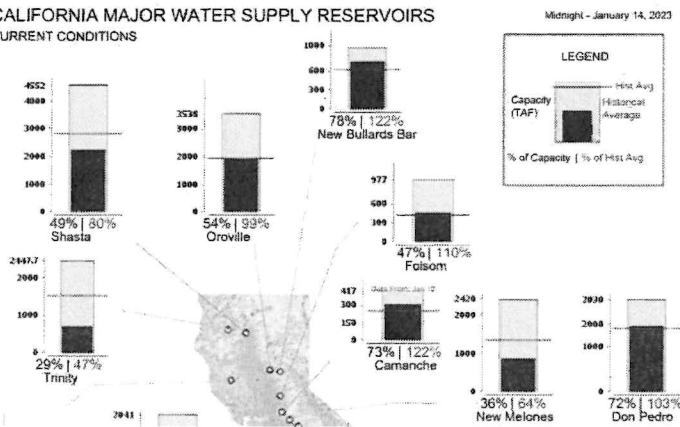 CALIFORNIA MAJOR WATER SUPPLY RESERVOIRS
CURRENT CONDITIONS
Midnight - January 14, 2023
LEGEND
Hist Avg
Capacity
(TAF)
Historical
Average
% of Capacity | % of Hist Avg
4552
4000
3000
2000
1000
0
49% | 80%
Shasta
3538
3000
2000
1000
0
54% | 99%
Oroville
1000
600
300
0
78% | 122%
New Bullards Bar
977
600
300
0
47% | 110%
Folsom
2447.7
2000
1000
0
29% | 47%
Trinity
417
300
150
0
73% | 122%
Camanche
2420
2000
1000
0
36% | 64%
New Melones
2030
1000
0
72% | 103%
Don Pedro
2041